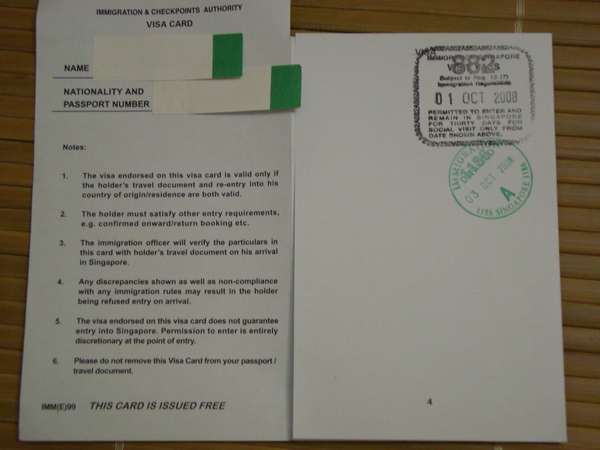 IMMIGRATION & CHECKPOINTS AUTHORITY
VISA CARD
NAME
NATIONALITY AND
PASSPORT NUMBER
Notes:
1. The visa endorsed on this visa card is valid only if
the holder's travel document and re-entry into his
country of origin/residence are both valid.
2. The holder must satisfy other entry requirements,
e.g. confirmed onward/return booking etc.
3. The immigration officer will verify the particulars in
this card with holder's travel document on his arrival
in Singapore.
4. Any discrepancies shown as well as non-compliance
with any immigration rules may result in the holder
being refused entry on arrival.
5. The visa endorsed on this visa card does not guarantee
entry into Singapore. Permission to enter is entirely
discretionary at the point of entry.
6. Please do not remove this Visa Card from your passport /
travel document.
IMM(E)99 THIS CARD IS ISSUED FREE
882
01 OCT 2008
PERMITTED TO ENTER AND
REMAIN IN SINGAPORE
FOR THIRTY DAYS FOR
SOCIAL VISIT ONLY FROM
DATE SHOWN ABOVE.
03 OCT 2008
A
SINGAPORE
4